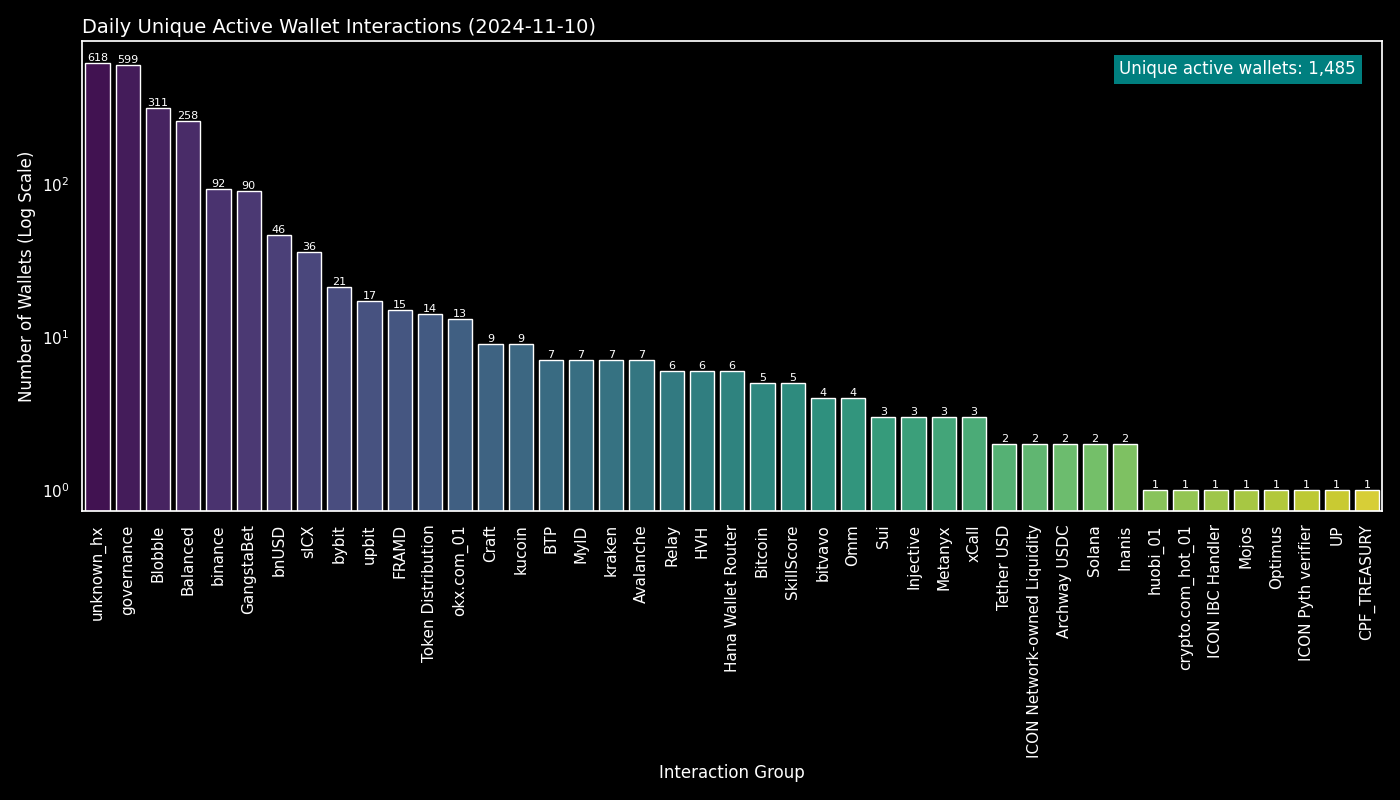 Daily Unique Active Wallet Interactions (2024-11-10)
Unique active wallets: 1,485
Number of Wallets (Log Scale)
10²
10¹
10⁰
618
599
311
258
92
90
46
36
21
17
15
14
13
9
9
7
7
7
7
6
6
6
5
5
4
4
3
3
3
3
2
2
2
2
2
1
1
1
1
1
1
1
1
unknown_hx
governance
Blobble
Balanced
binance
GangstaBet
bnUSD
sICX
bybit
upbit
FRAMD
Token Distribution
okx.com_01
Craft
kucoin
BTP
MyID
kraken
Avalanche
Relay
HVH
Hana Wallet Router
Bitcoin
SkillScore
bitvavo
Omm
Sui
Injective
Metanyx
xCall
Tether USD
ICON Network-owned Liquidity
Archway USDC
Solana
Inanis
huobi_01
crypto.com_hot_01
ICON IBC Handler
Mojos
Optimus
ICON Pyth verifier
UP
CPF_TREASURY
Interaction Group